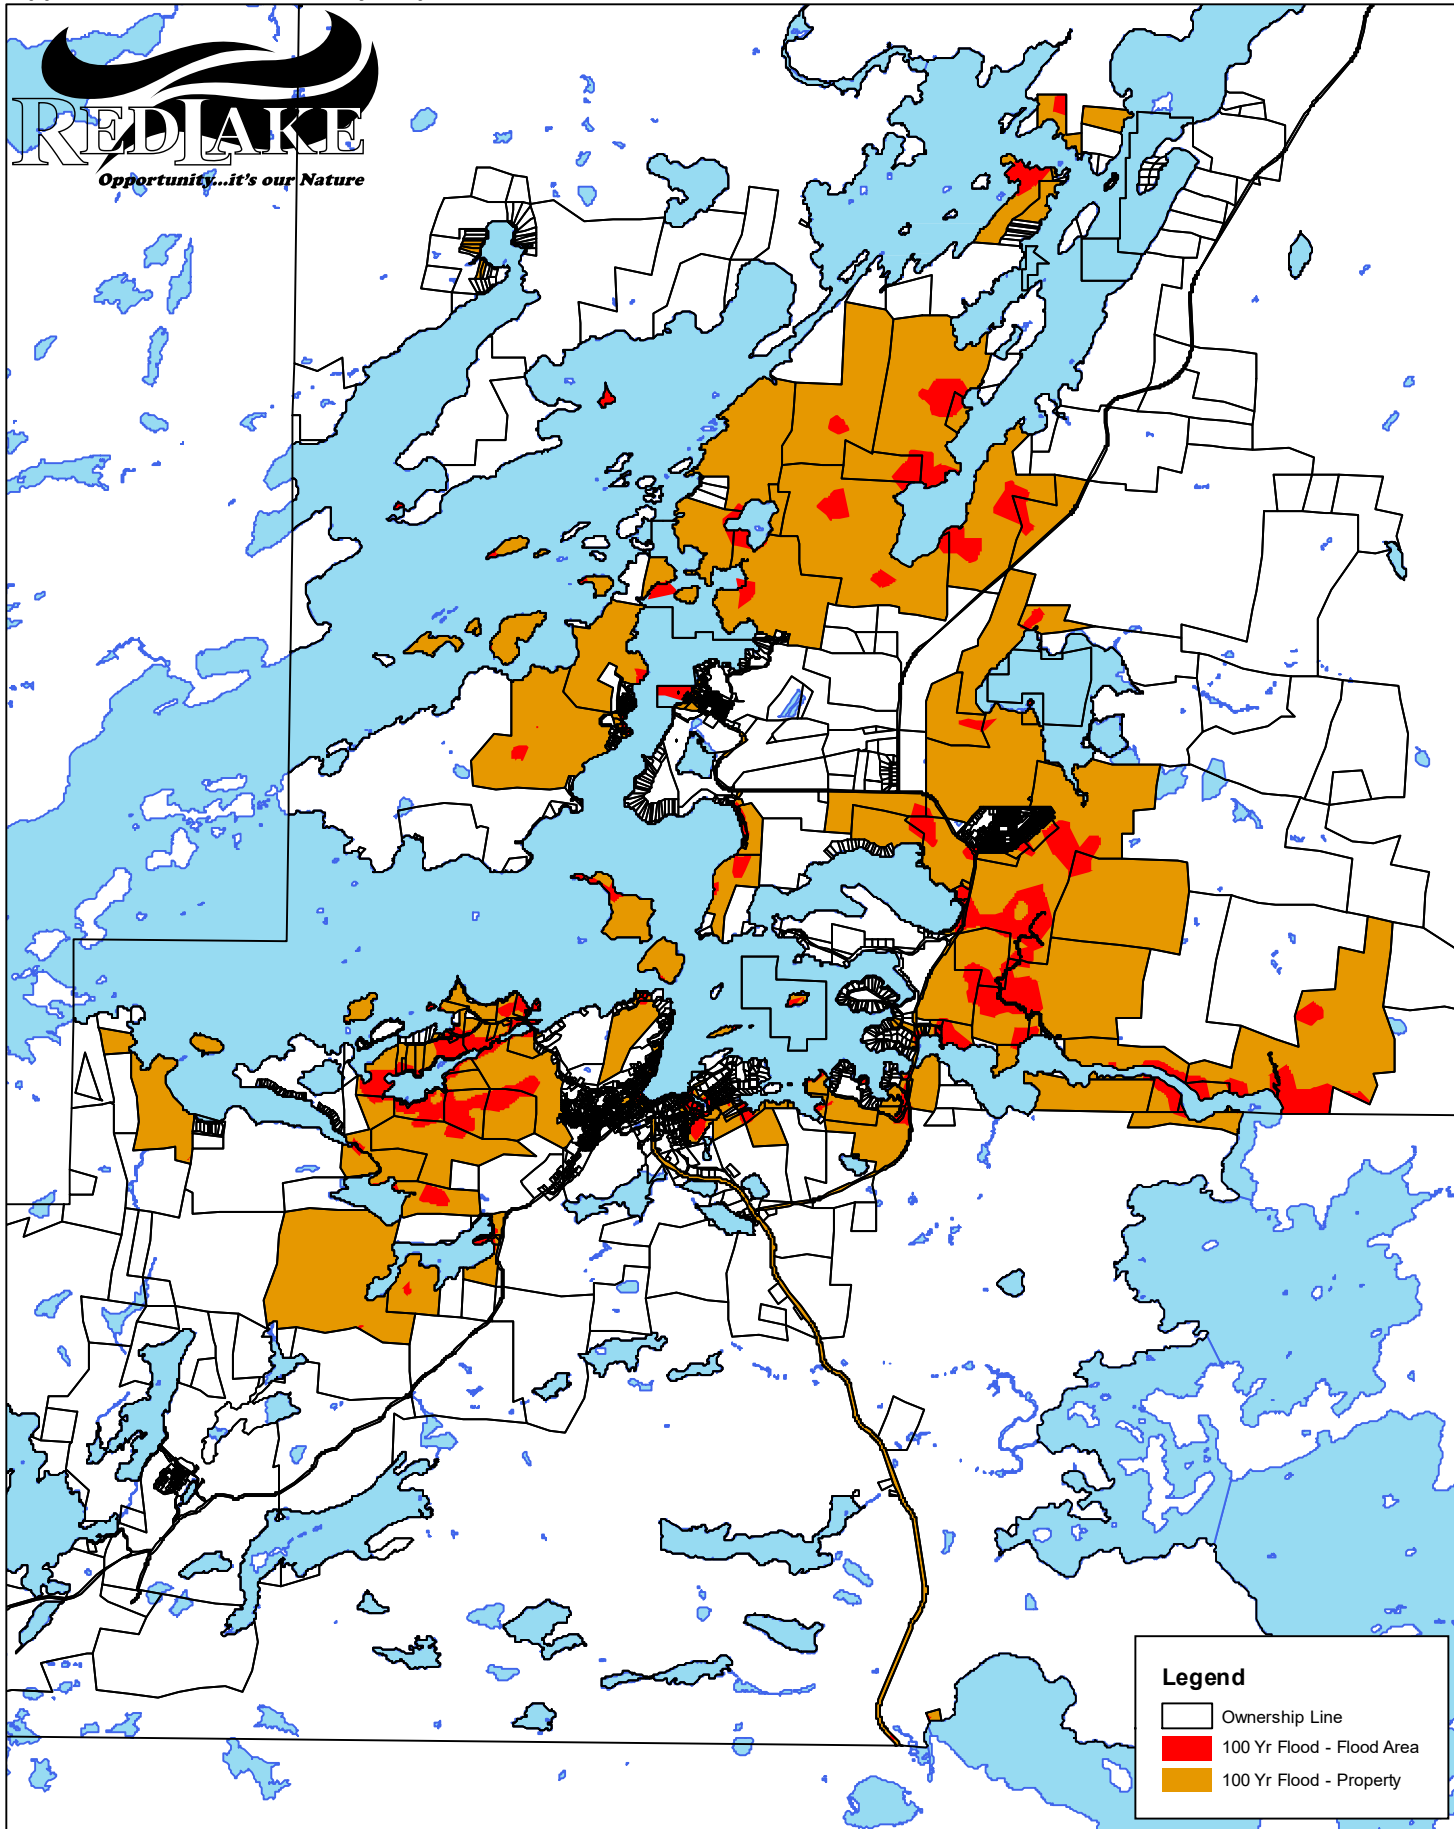 REDLAKE
Opportunity...it's our Nature
Legend
Ownership Line
100 Yr Flood - Flood Area
100 Yr Flood - Property